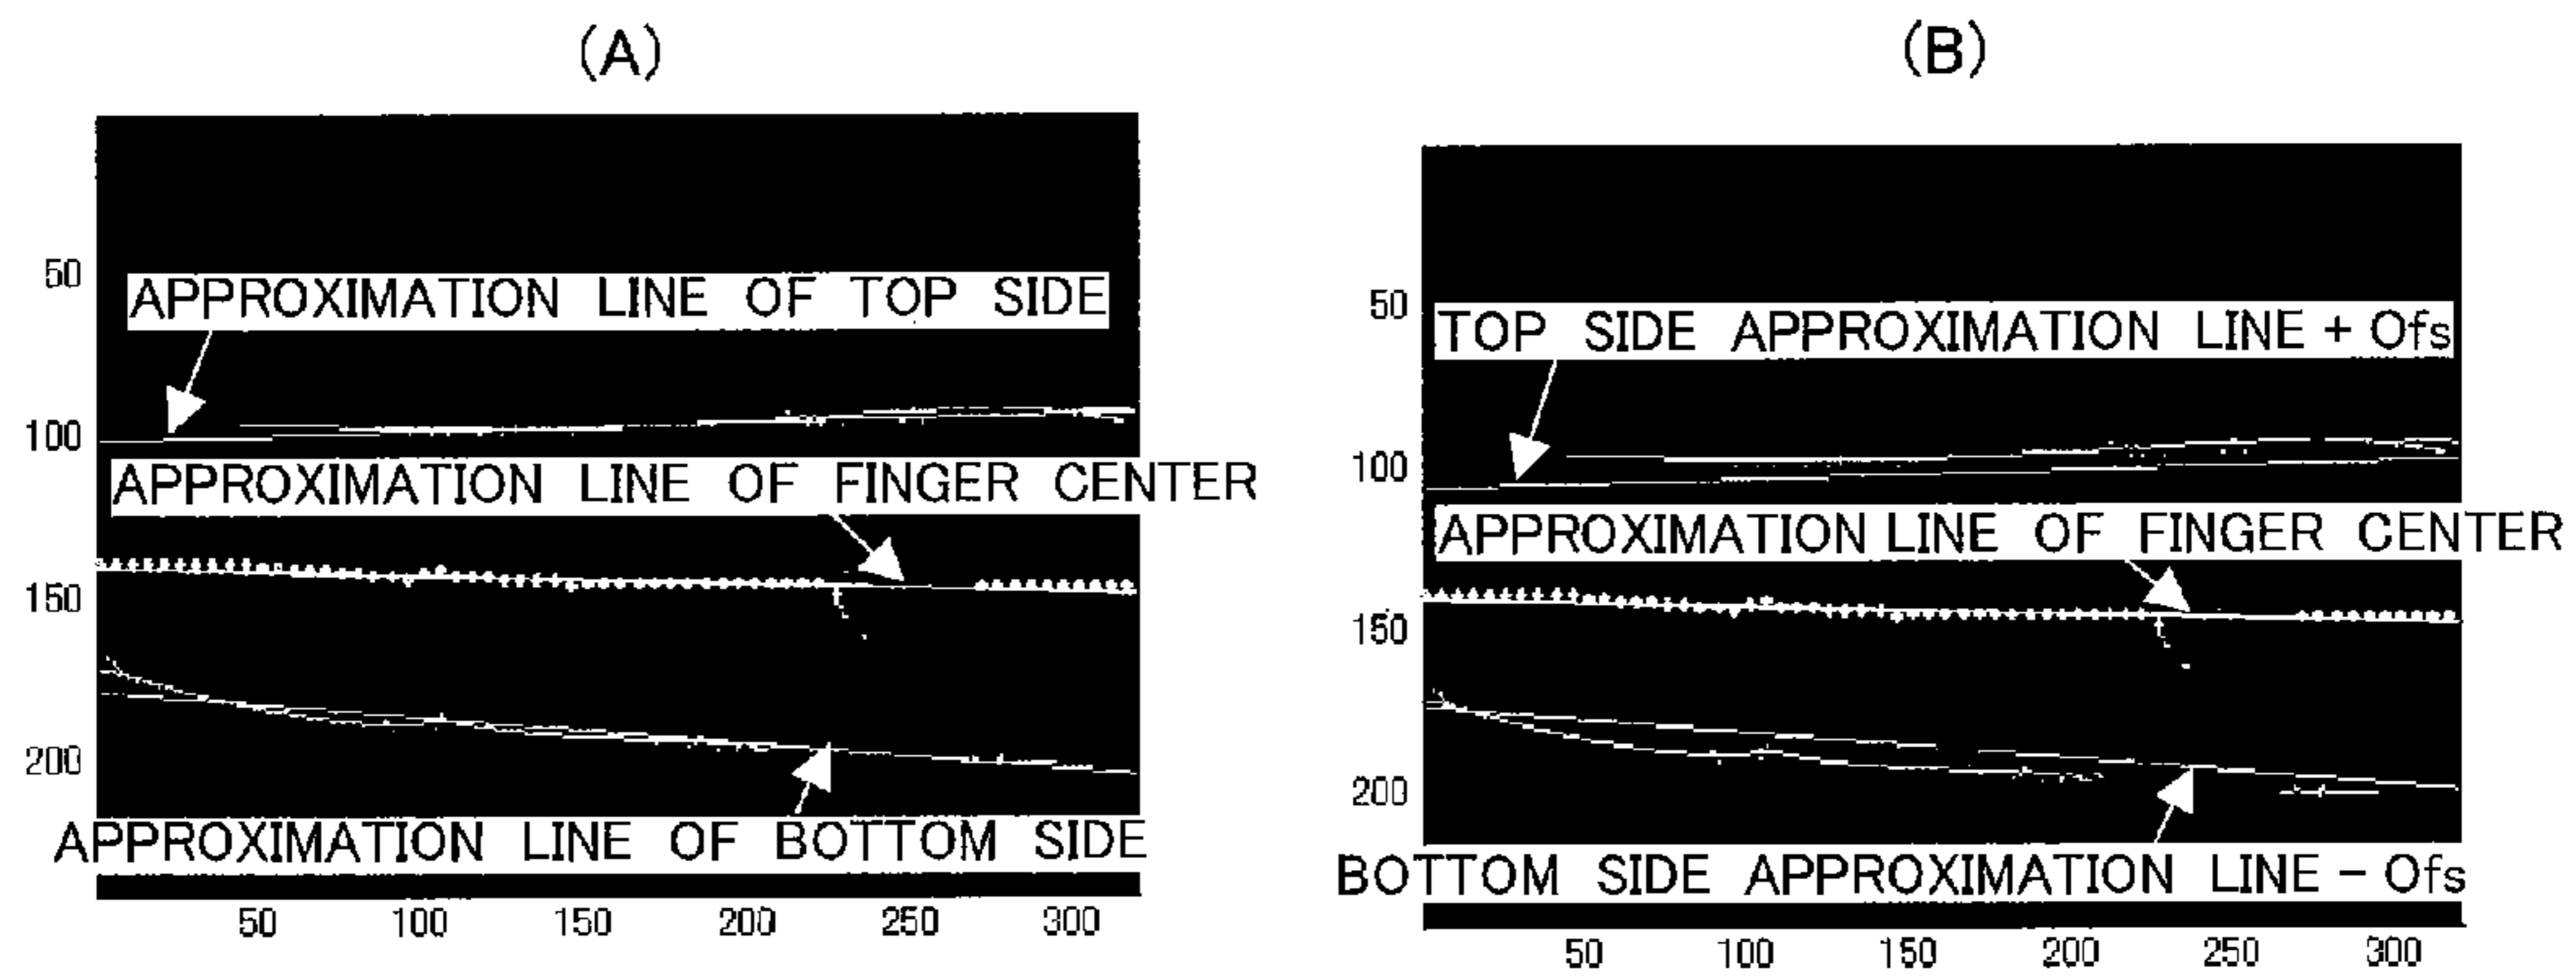 (A)
50
APPROXIMATION LINE OF TOP SIDE
100
APPROXIMATION LINE OF FINGER CENTER
150
200
APPROXIMATION LINE OF BOTTOM SIDE
50 100 150 200 250 300
(B)
50
TOP SIDE APPROXIMATION LINE + Ofs
100
APPROXIMATION LINE OF FINGER CENTER
150
200
BOTTOM SIDE APPROXIMATION LINE - Ofs
50 100 150 200 250 300